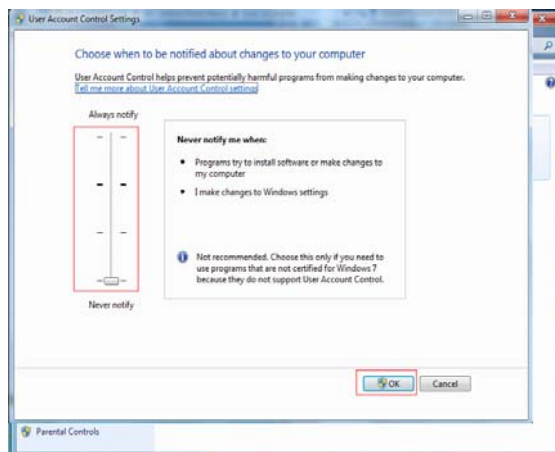 User Account Control Settings
Choose when to be notified about changes to your computer
User Account Control helps prevent potentially harmful programs from making changes to your computer.
Tell me more about User Account Control settings
Always notify
Never notify me when:
Programs try to install software or make changes to
my computer
I make changes to Windows settings
Not recommended. Choose this only if you need to
use programs that are not certified for Windows 7
because they do not support User Account Control.
Never notify
OK
Cancel
Parental Controls